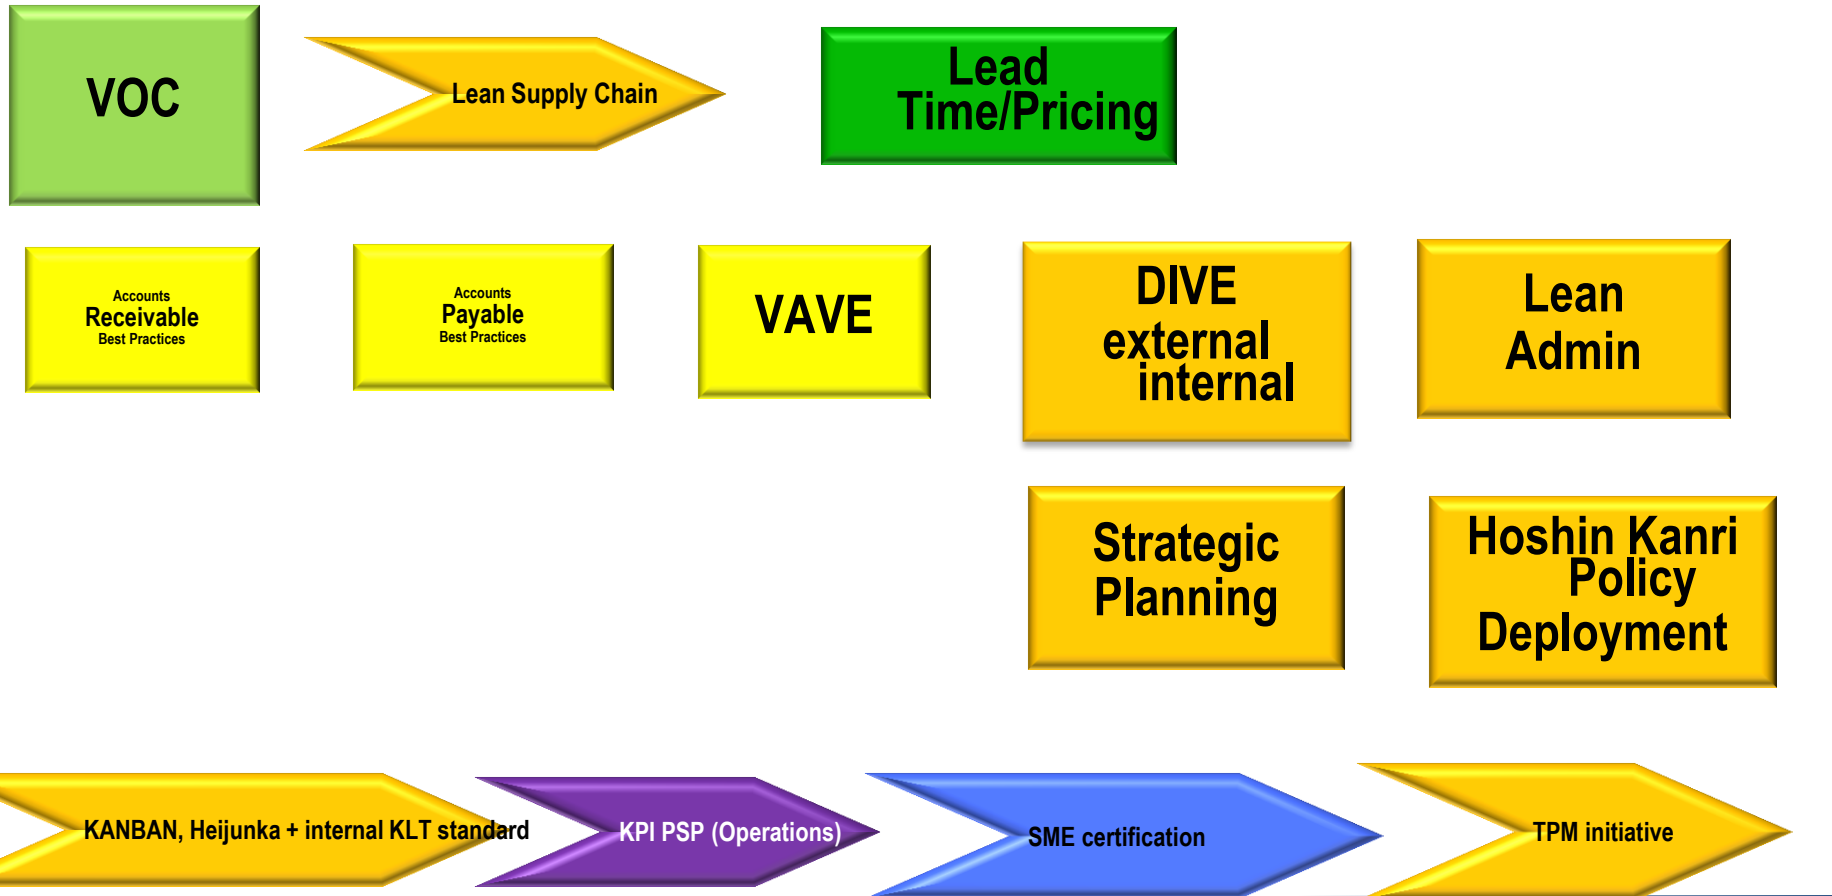 VOC
Lean Supply Chain
Lead
Time/Pricing
Accounts
Receivable
Best Practices
Accounts
Payable
Best Practices
VAVE
DIVE
external
internal
Lean
Admin
Strategic
Planning
Hoshin Kanri
Policy
Deployment
KANBAN, Heijunka + internal KLT standard
KPI PSP (Operations)
SME certification
TPM initiative